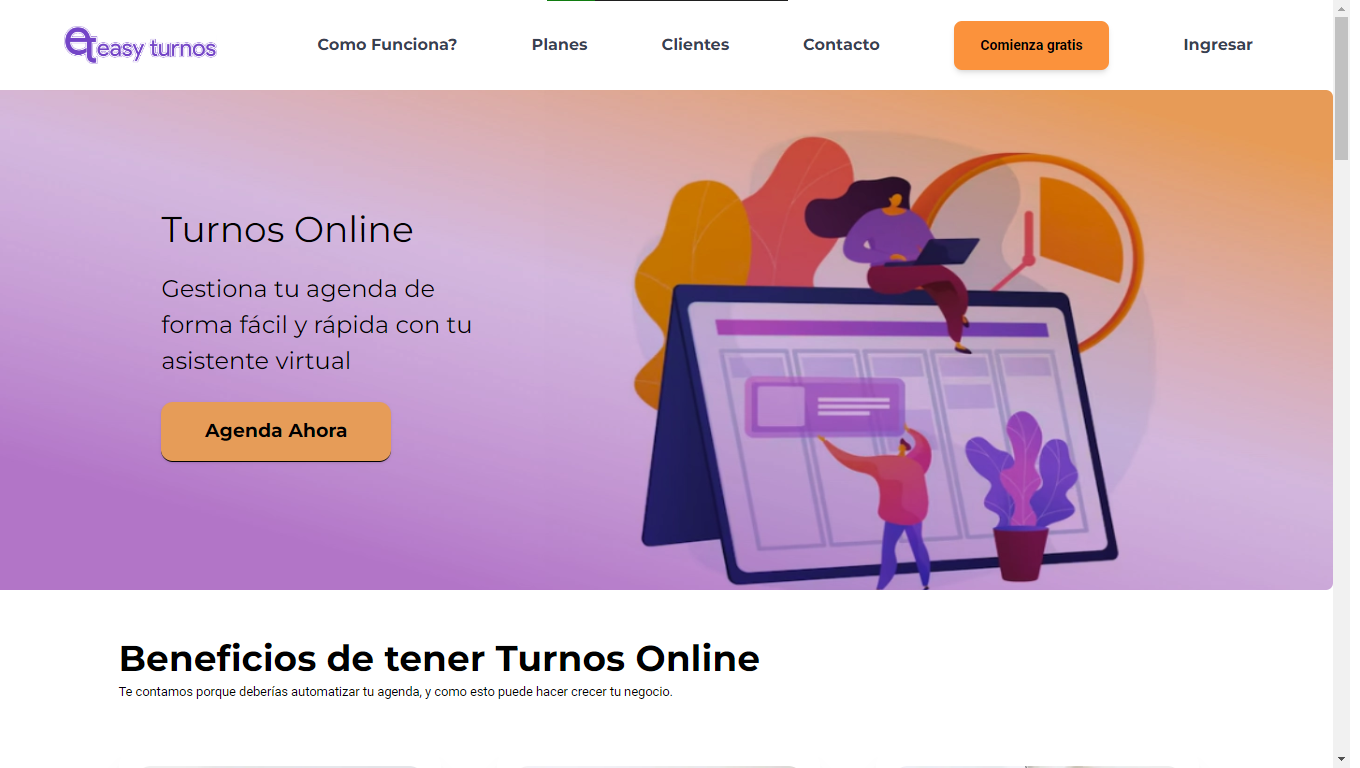 easy turnos
Como Funciona?
Planes
Clientes
Contacto
Comienza gratis
Ingresar
Turnos Online
Gestiona tu agenda de
forma fácil y rápida con tu
asistente virtual
Agenda Ahora
Beneficios de tener Turnos Online
Te contamos porque deberías automatizar tu agenda, y como esto puede hacer crecer tu negocio.